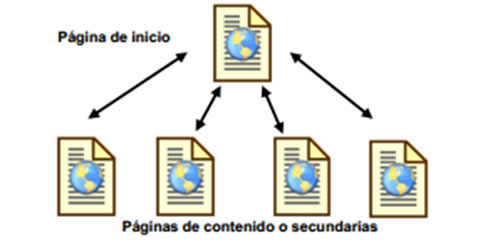 Página de inicio
Páginas de contenido o secundarias